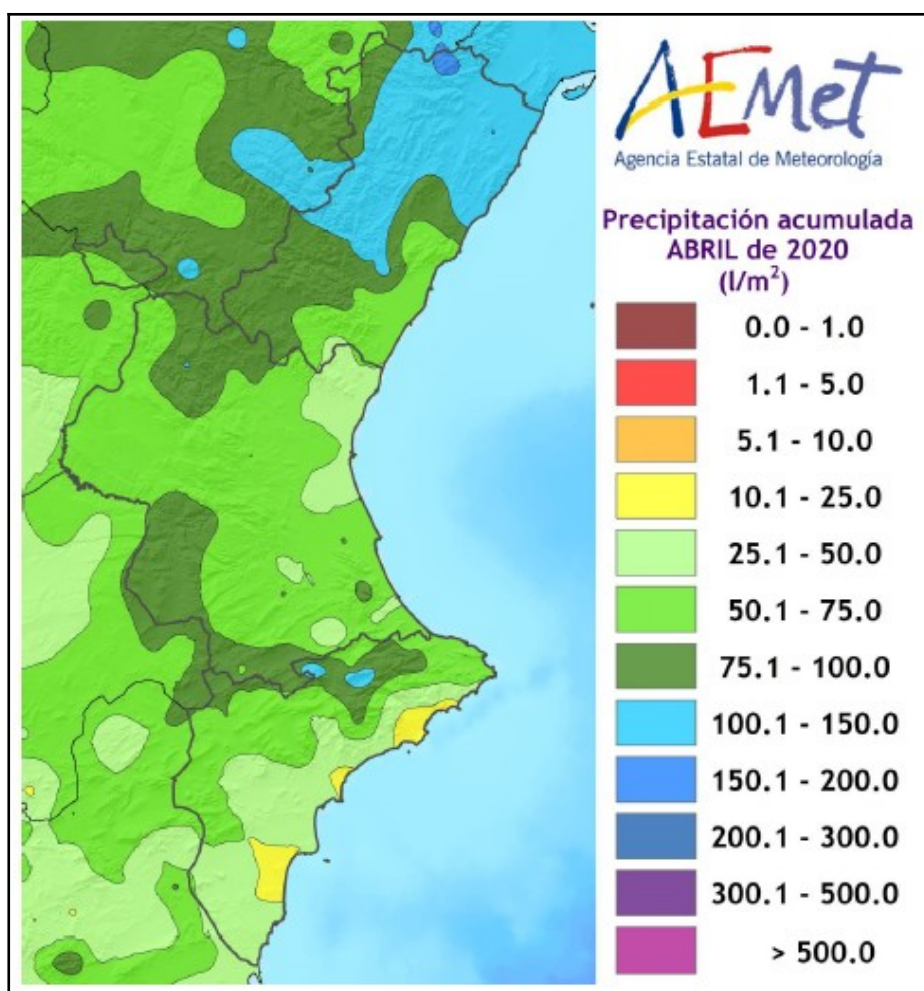 AEMet
Agencia Estatal de Meteorología
Precipitación acumulada
ABRIL de 2020
(l/m²)
0.0 - 1.0
1.1 - 5.0
5.1 - 10.0
10.1 - 25.0
25.1 - 50.0
50.1 - 75.0
75.1 - 100.0
100.1 - 150.0
150.1 - 200.0
200.1 - 300.0
300.1 - 500.0
> 500.0